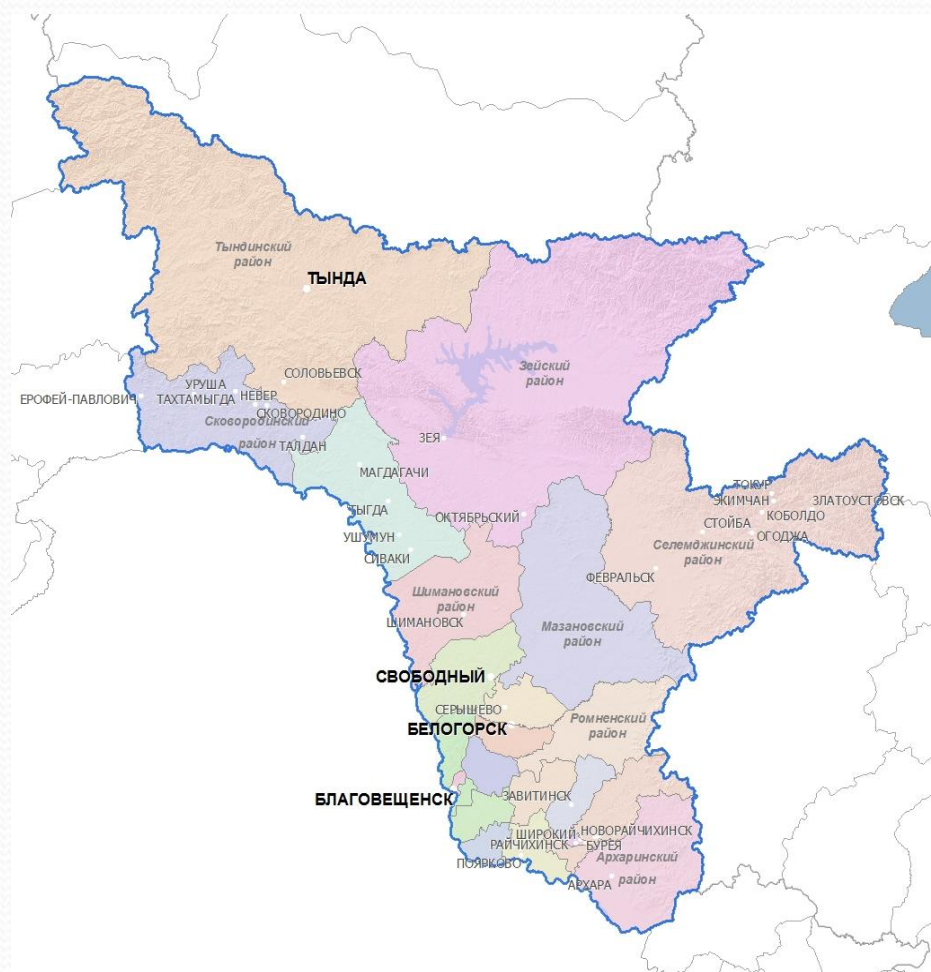 Тындинский
район
ТЫНДА
Зейский
район
СОЛОВЬЕВСК
УРУША
ЕРОФЕЙ-ПАВЛОВИЧ
ТАХТАМЫГДА
НЕВЕР
СКОВОРОДИНО
Сковородинский
район
ТАЛДАН
ЗЕЯ
МАГДАГАЧИ
ТЫГДА
ОКТЯБРЬСКИЙ
УШУМУН
СИВАКИ
ТОКУР
ЭКИМЧАН
ЗЛАТОУСТОВСК
КОБОЛДО
СТОЙБА
ОГОДЖА
Селемджинский
район
ФЕВРАЛЬСК
Шимановский
район
ШИМАНОВСК
Мазановский
район
СВОБОДНЫЙ
СЕРЫШЕВО
БЕЛОГОРСК
Ромненский
район
БЛАГОВЕЩЕНСК
ЗАВИТИНСК
ШИРОКИЙ
НОВОРАЙЧИХИНСК
РАЙЧИХИНСК
БУРЕЯ
ПОЯРКОВО
Архаринский
район
АРХАРА